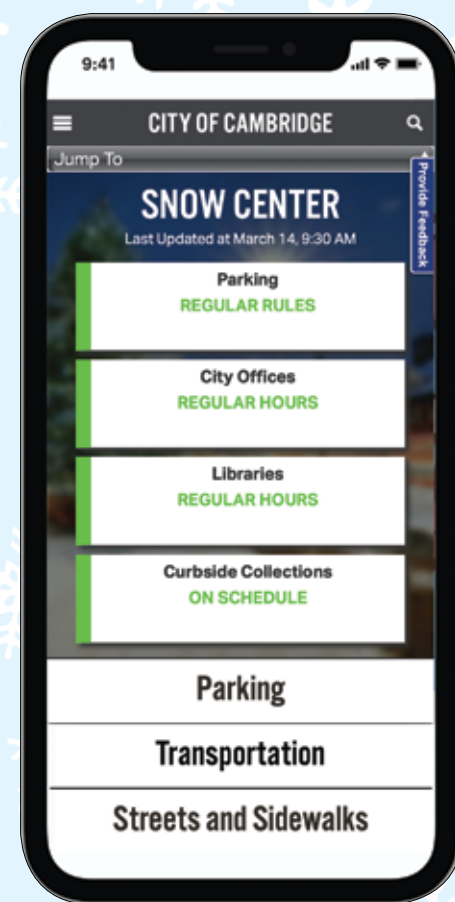 9:41
CITY OF CAMBRIDGE
Jump To
Provide Feedback
SNOW CENTER
Last Updated at March 14, 9:30 AM
Parking
REGULAR RULES
City Offices
REGULAR HOURS
Libraries
REGULAR HOURS
Curbside Collections
ON SCHEDULE
Parking
Transportation
Streets and Sidewalks